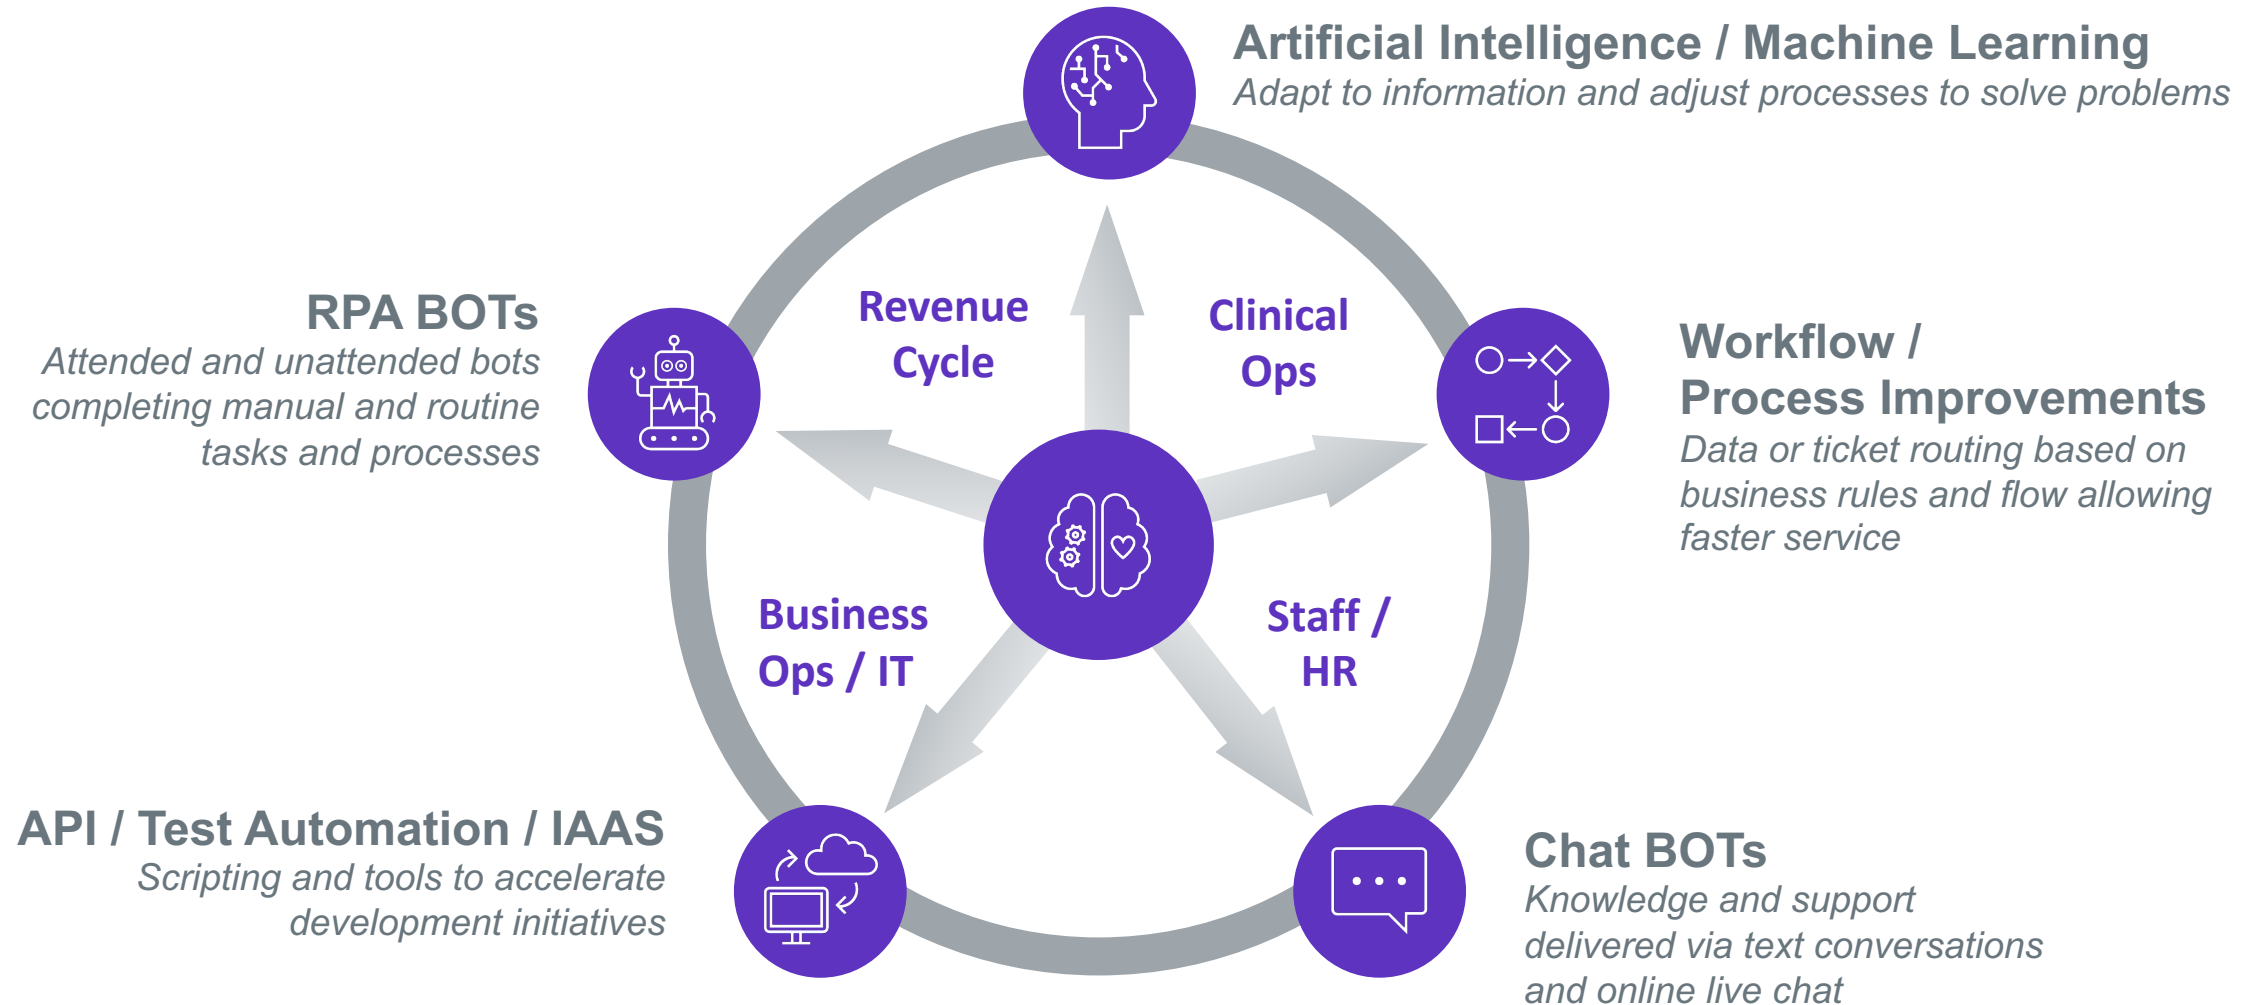 Artificial Intelligence / Machine Learning
Adapt to information and adjust processes to solve problems
RPA BOTs
Attended and unattended bots
completing manual and routine
tasks and processes
Revenue
Cycle
Clinical
Ops
Workflow /
Process Improvements
Data or ticket routing based on
business rules and flow allowing
faster service
Business
Ops / IT
Staff /
HR
API / Test Automation / IAAS
Scripting and tools to accelerate
development initiatives
Chat BOTs
Knowledge and support
delivered via text conversations
and online live chat